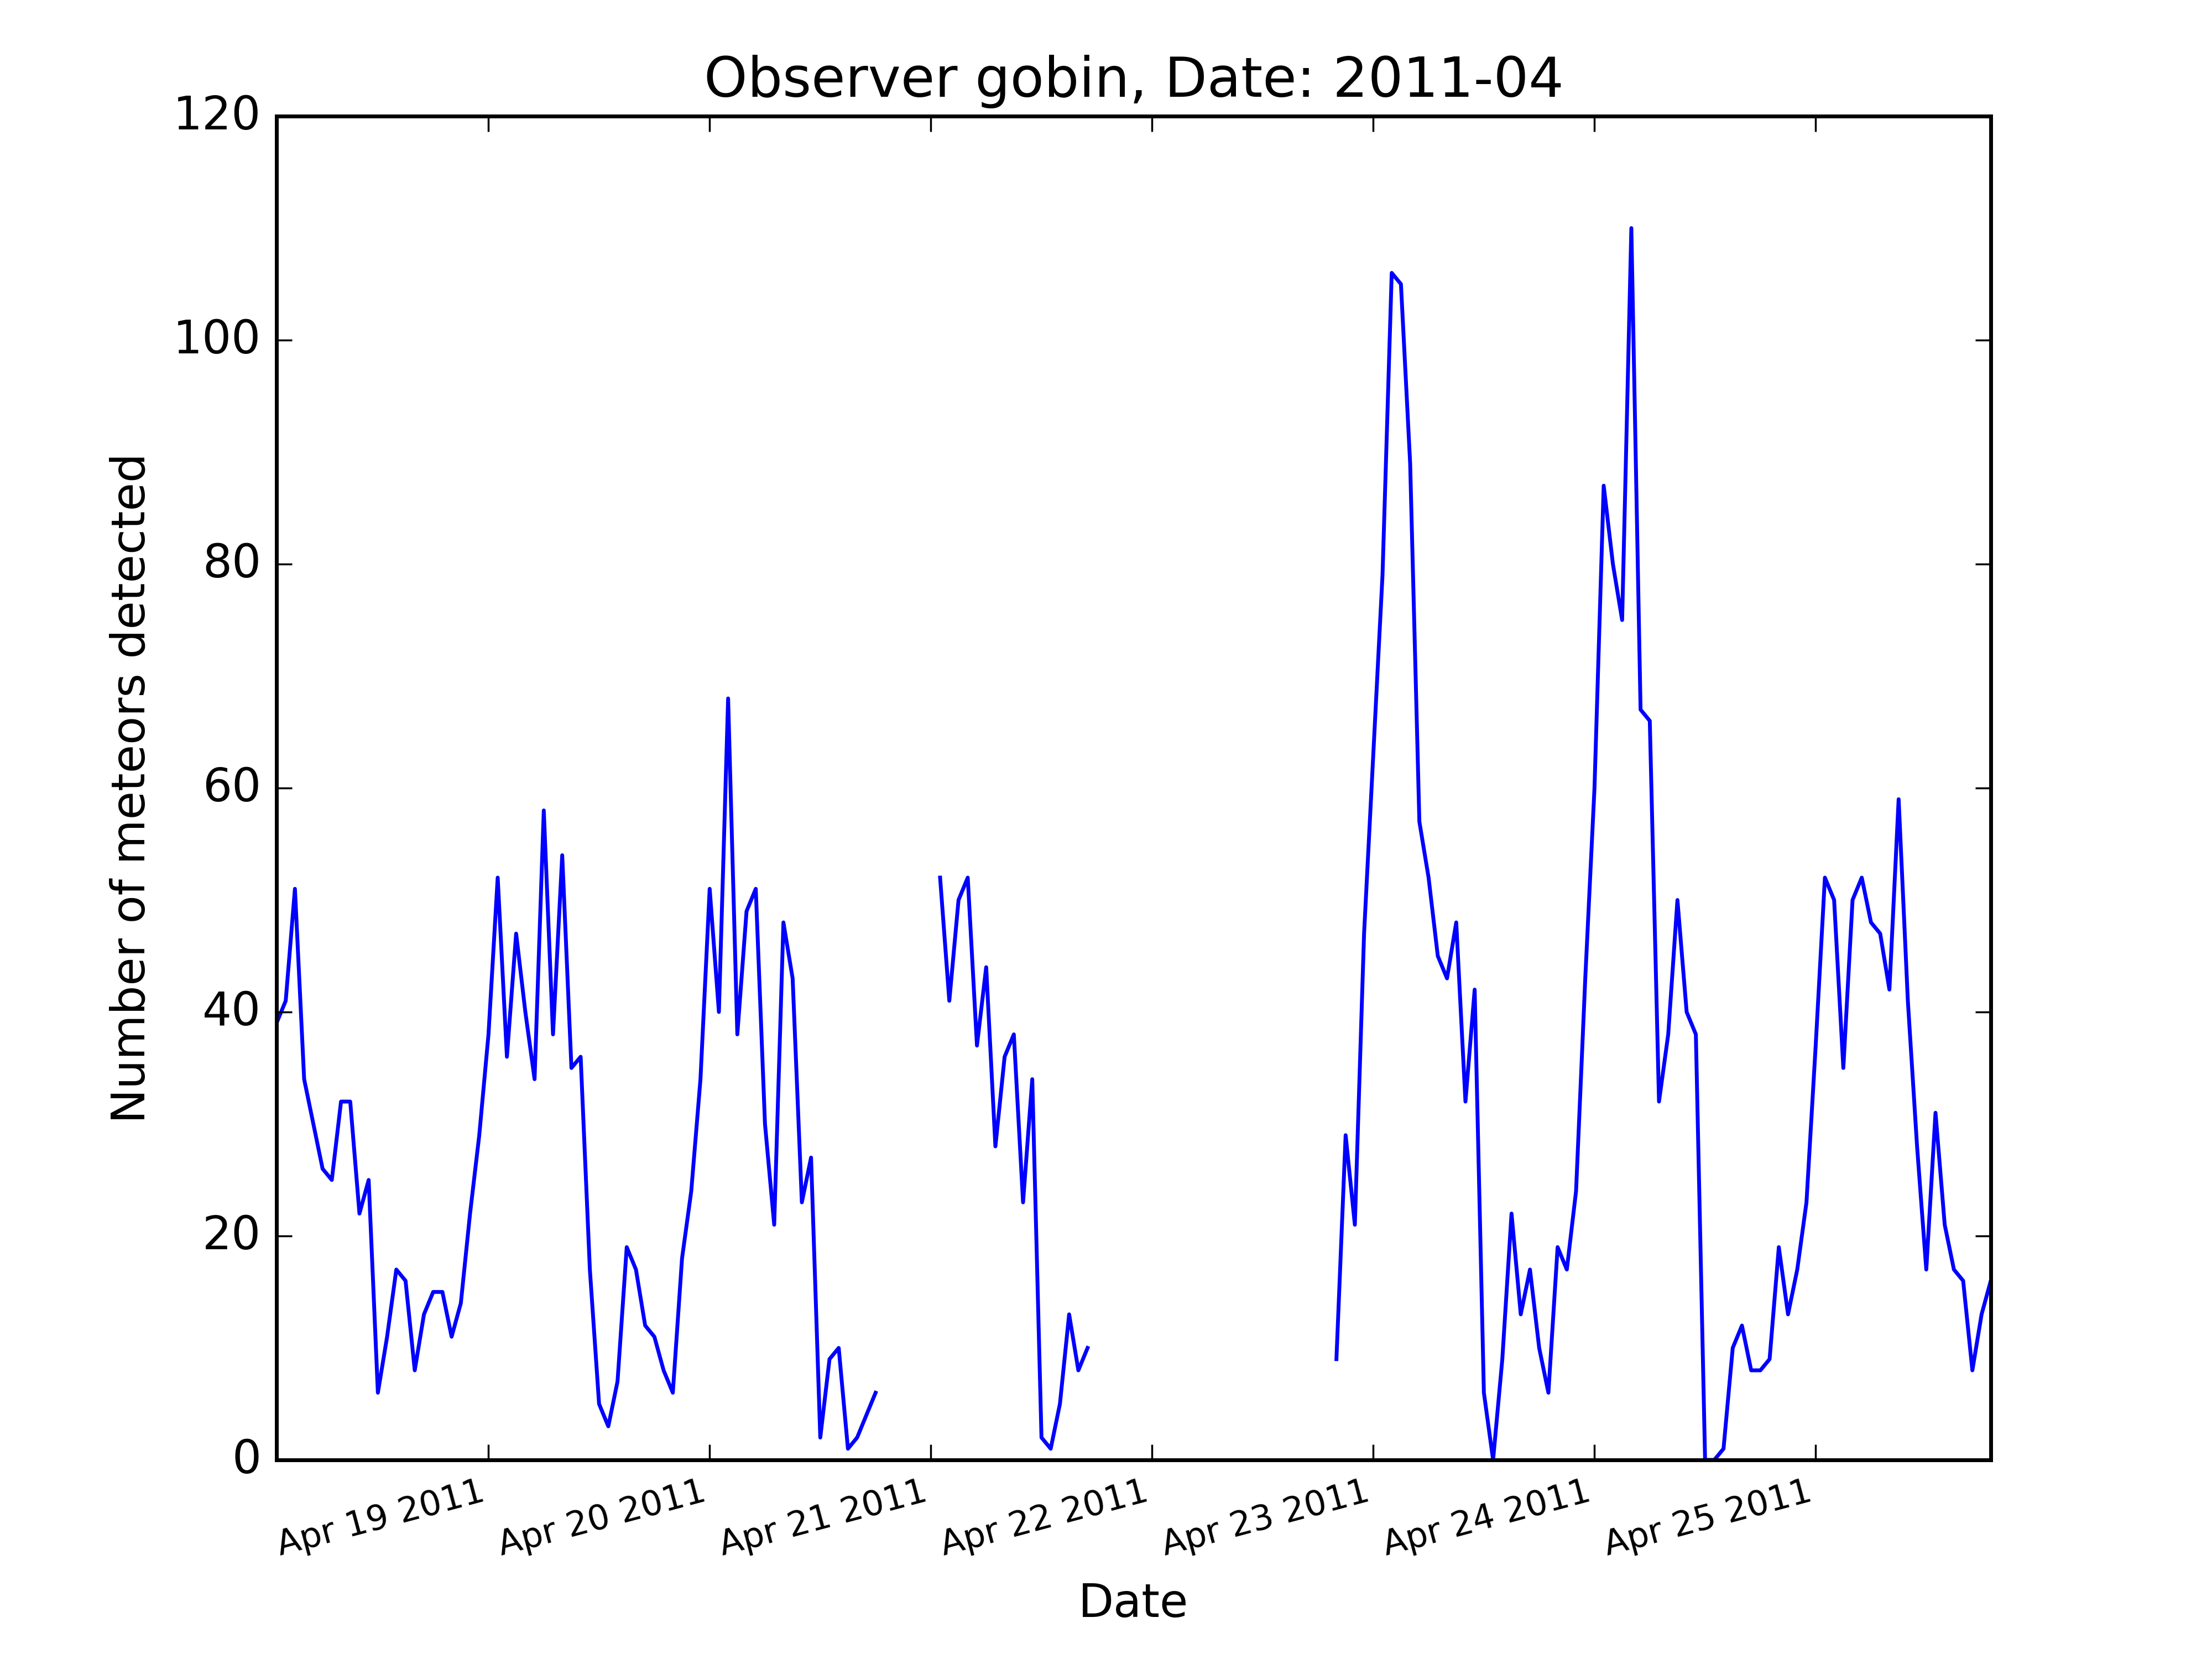 Observer gobin, Date: 2011-04
Number of meteors detected
120
100
80
60
40
20
0
Apr 19 2011
Apr 20 2011
Apr 21 2011
Apr 22 2011
Apr 23 2011
Apr 24 2011
Apr 25 2011
Date